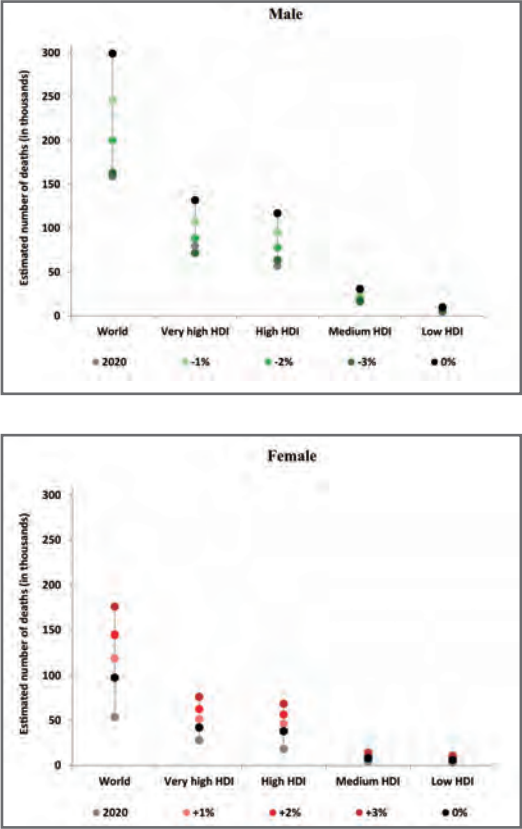 Male
Estimated number of deaths (in thousands)
300
250
200
150
100
50
0
World Very high HDI High HDI Medium HDI Low HDI
2020 -1% -2% -3% 0%
Female
Estimated number of deaths (in thousands)
300
250
200
150
100
50
0
World Very high HDI High HDI Medium HDI Low HDI
2020 +1% +2% +3% 0%